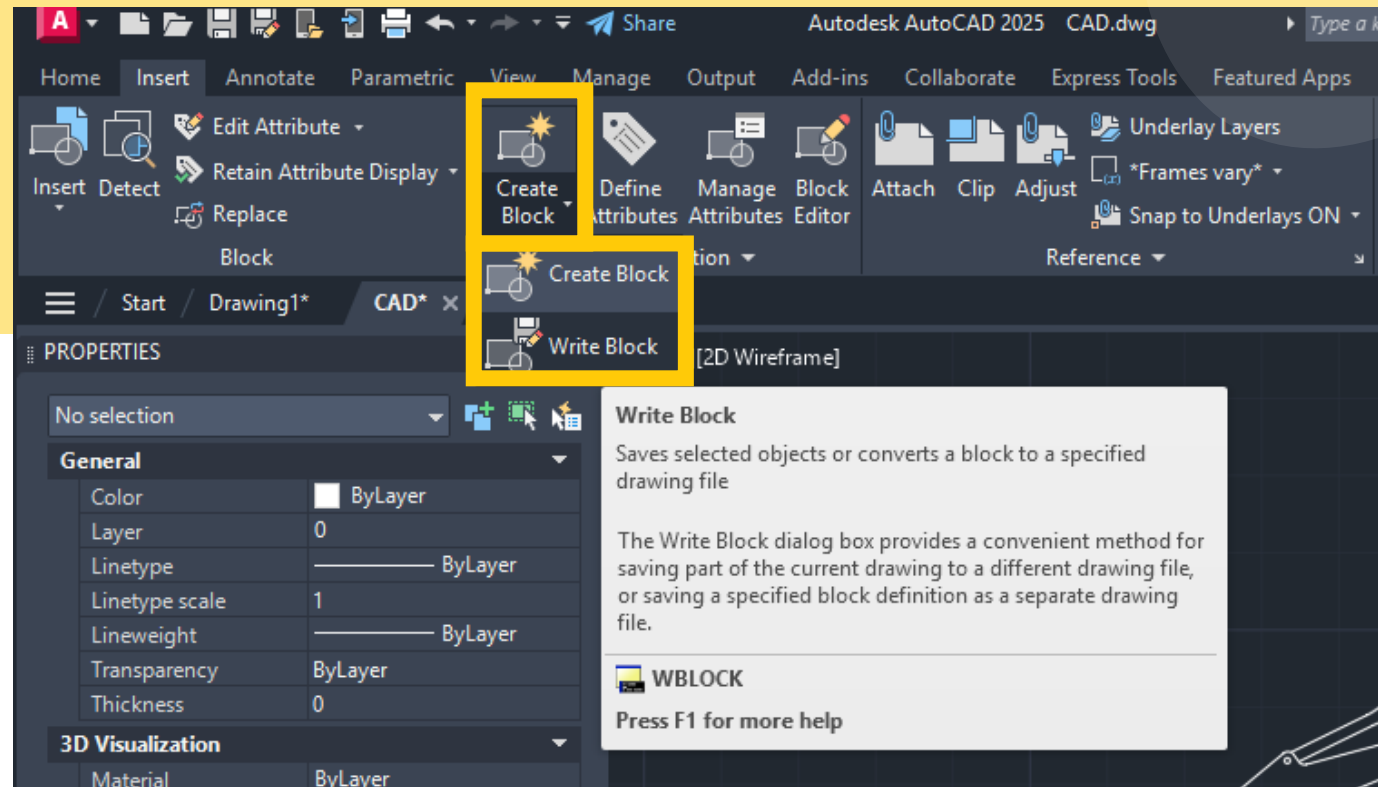 A
Share
Autodesk AutoCAD 2025 CAD.dwg
Type a k
Home Insert Annotate Parametric View Manage Output Add-ins Collaborate Express Tools Featured Apps
Edit Attribute
Retain Attribute Display
Replace
Insert
Detect
Create
Block
Define
Attributes
Manage
Attributes
Block
Editor
Attach
Clip
Adjust
Underlay Layers
*Frames vary*
Snap to Underlays ON
Block
tion
Reference
Create Block
Write Block
Start / Drawing1* / CAD*
PROPERTIES
[2D Wireframe]
No selection
General
Color ByLayer
Layer 0
Linetype ByLayer
Linetype scale 1
Lineweight ByLayer
Transparency ByLayer
Thickness 0
3D Visualization
Material ByLayer
Write Block
Saves selected objects or converts a block to a specified
drawing file
The Write Block dialog box provides a convenient method for
saving part of the current drawing to a different drawing file,
or saving a specified block definition as a separate drawing
file.
WBLOCK
Press F1 for more help